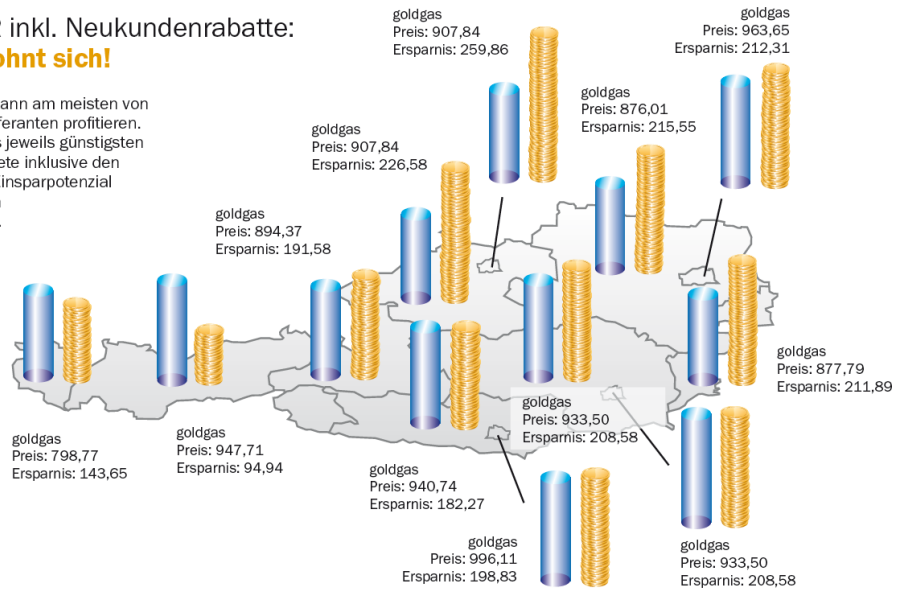 inkl. Neukundenrabatte:
ohnt sich!
ann am meisten von
feranten profitieren.
s jeweils günstigsten
ete inklusive den
insparpotenzial
goldgas
Preis: 907,84
Ersparnis: 259,86
goldgas
Preis: 963,65
Ersparnis: 212,31
goldgas
Preis: 876,01
Ersparnis: 215,55
goldgas
Preis: 907,84
Ersparnis: 226,58
goldgas
Preis: 894,37
Ersparnis: 191,58
goldgas
Preis: 877,79
Ersparnis: 211,89
goldgas
Preis: 933,50
Ersparnis: 208,58
goldgas
Preis: 798,77
Ersparnis: 143,65
goldgas
Preis: 947,71
Ersparnis: 94,94
goldgas
Preis: 940,74
Ersparnis: 182,27
goldgas
Preis: 996,11
Ersparnis: 198,83
goldgas
Preis: 933,50
Ersparnis: 208,58